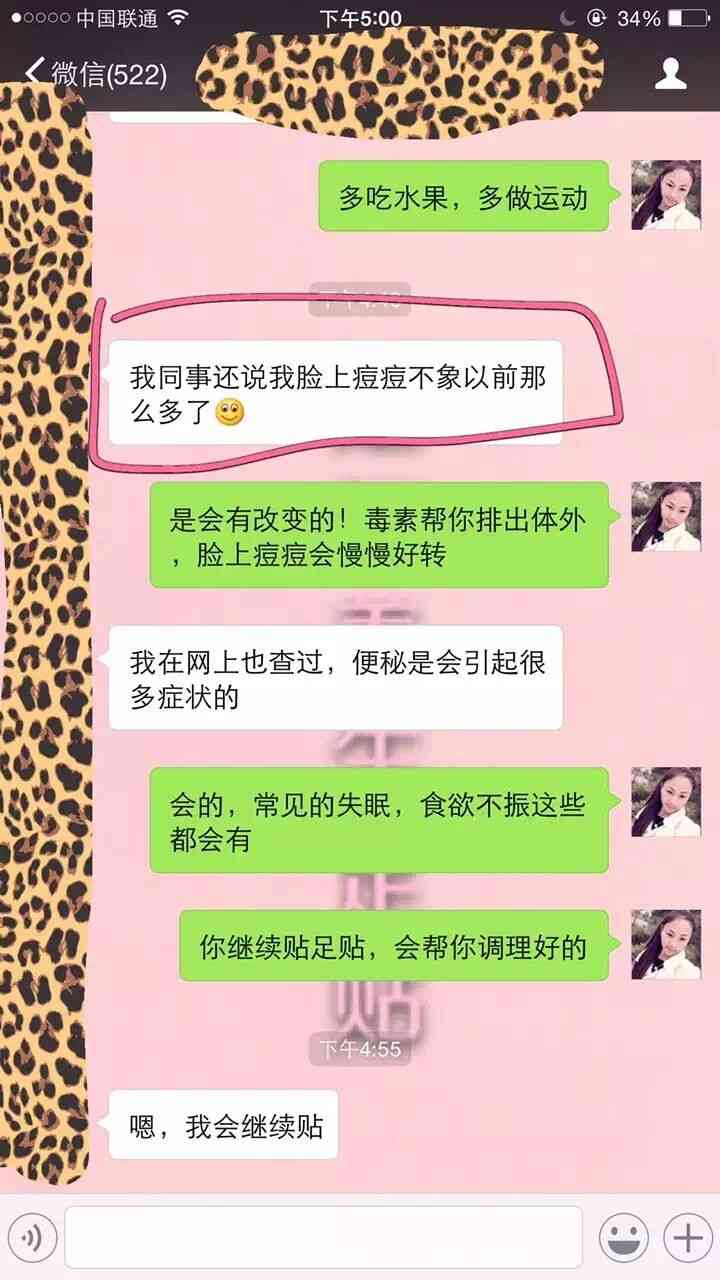 中国联通
下午5:00
34%
微信(522)
多吃水果，多做运动
我同事还说我脸上痘痘不象以前那
么多了
是会有改变的！毒素帮你排出体外
，脸上痘痘会慢慢好转
我在网上也查过，便秘是会引起很
多症状的
会的，常见的失眠，食欲不振这些
都会有
你继续贴足贴，会帮你调理好的
下午4:55
嗯，我会继续贴